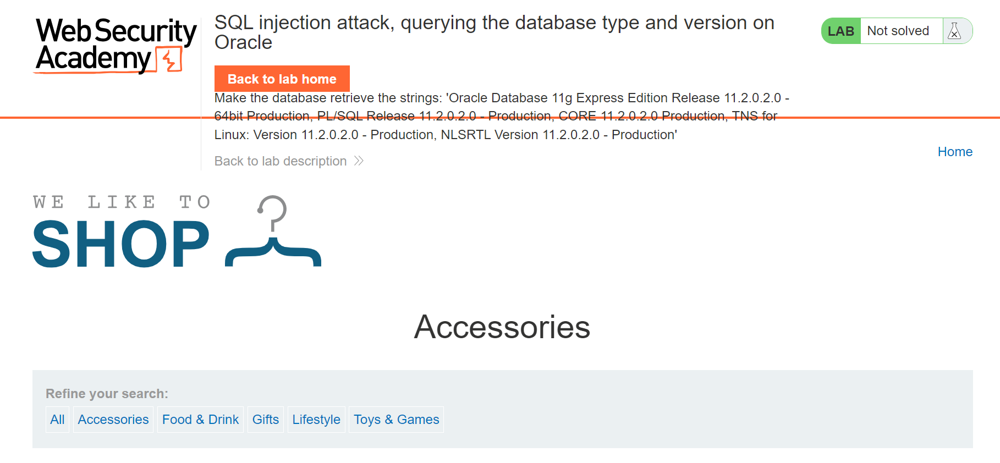 Web Security
Academy
SQL injection attack, querying the database type and version on
Oracle
LAB Not solved
Back to lab home
Make the database retrieve the strings: 'Oracle Database 11g Express Edition Release 11.2.0.2.0 -
64bit Production, PL/SQL Release 11.2.0.2.0 - Production, CORE 11.2.0.2.0 Production, TNS for
Linux: Version 11.2.0.2.0 - Production, NLSRTL Version 11.2.0.2.0 - Production'
Home
Back to lab description
WE LIKE TO
SHOP
Accessories
Refine your search:
All Accessories Food & Drink Gifts Lifestyle Toys & Games